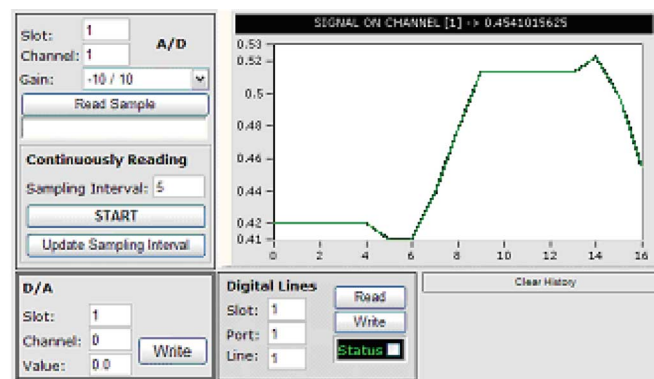 Slot: 1
Channel: 1
A/D
Gain: -10 / 10
Read Sample
Continuously Reading
Sampling Interval: 5
START
Update Sampling Interval
SIGNAL ON CHANNEL [1] -> 0.4541015625
0.53
0.52
0.5
0.48
0.46
0.44
0.42
0.41
0 2 4 6 8 10 12 14 16
D/A
Slot: 1
Channel: 0
Value: 0.0
Write
Digital Lines
Slot: 1
Port: 1
Line: 1
Read
Write
Status
Clear History